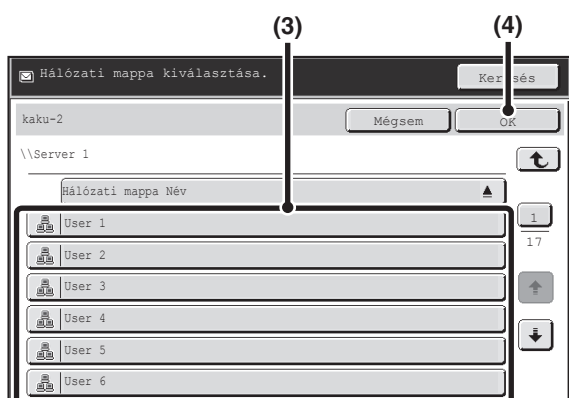 (3) (4)
Hálózati mappa kiválasztása. Keresés
kaku-2 Mégsem OK
\\Server 1
Hálózati mappa Név
User 1 1
User 2 17
User 3
User 4
User 5
User 6